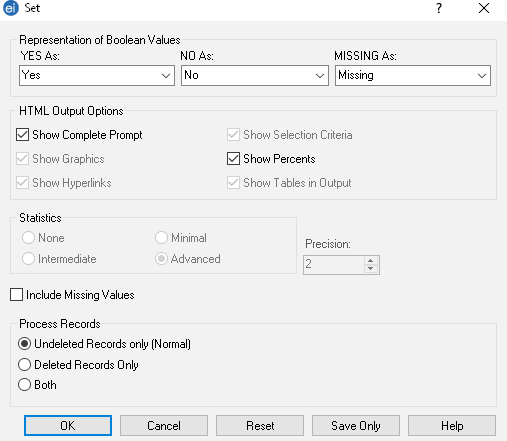 ei Set ?
Representation of Boolean Values
YES As: NO As: MISSING As:
Yes No Missing
HTML Output Options
Show Complete Prompt Show Selection Criteria
Show Graphics Show Percents
Show Hyperlinks Show Tables in Output
Statistics
None Minimal Precision:
Intermediate Advanced 2
Include Missing Values
Process Records
Undeleted Records only (Normal)
Deleted Records Only
Both
OK Cancel Reset Save Only Help